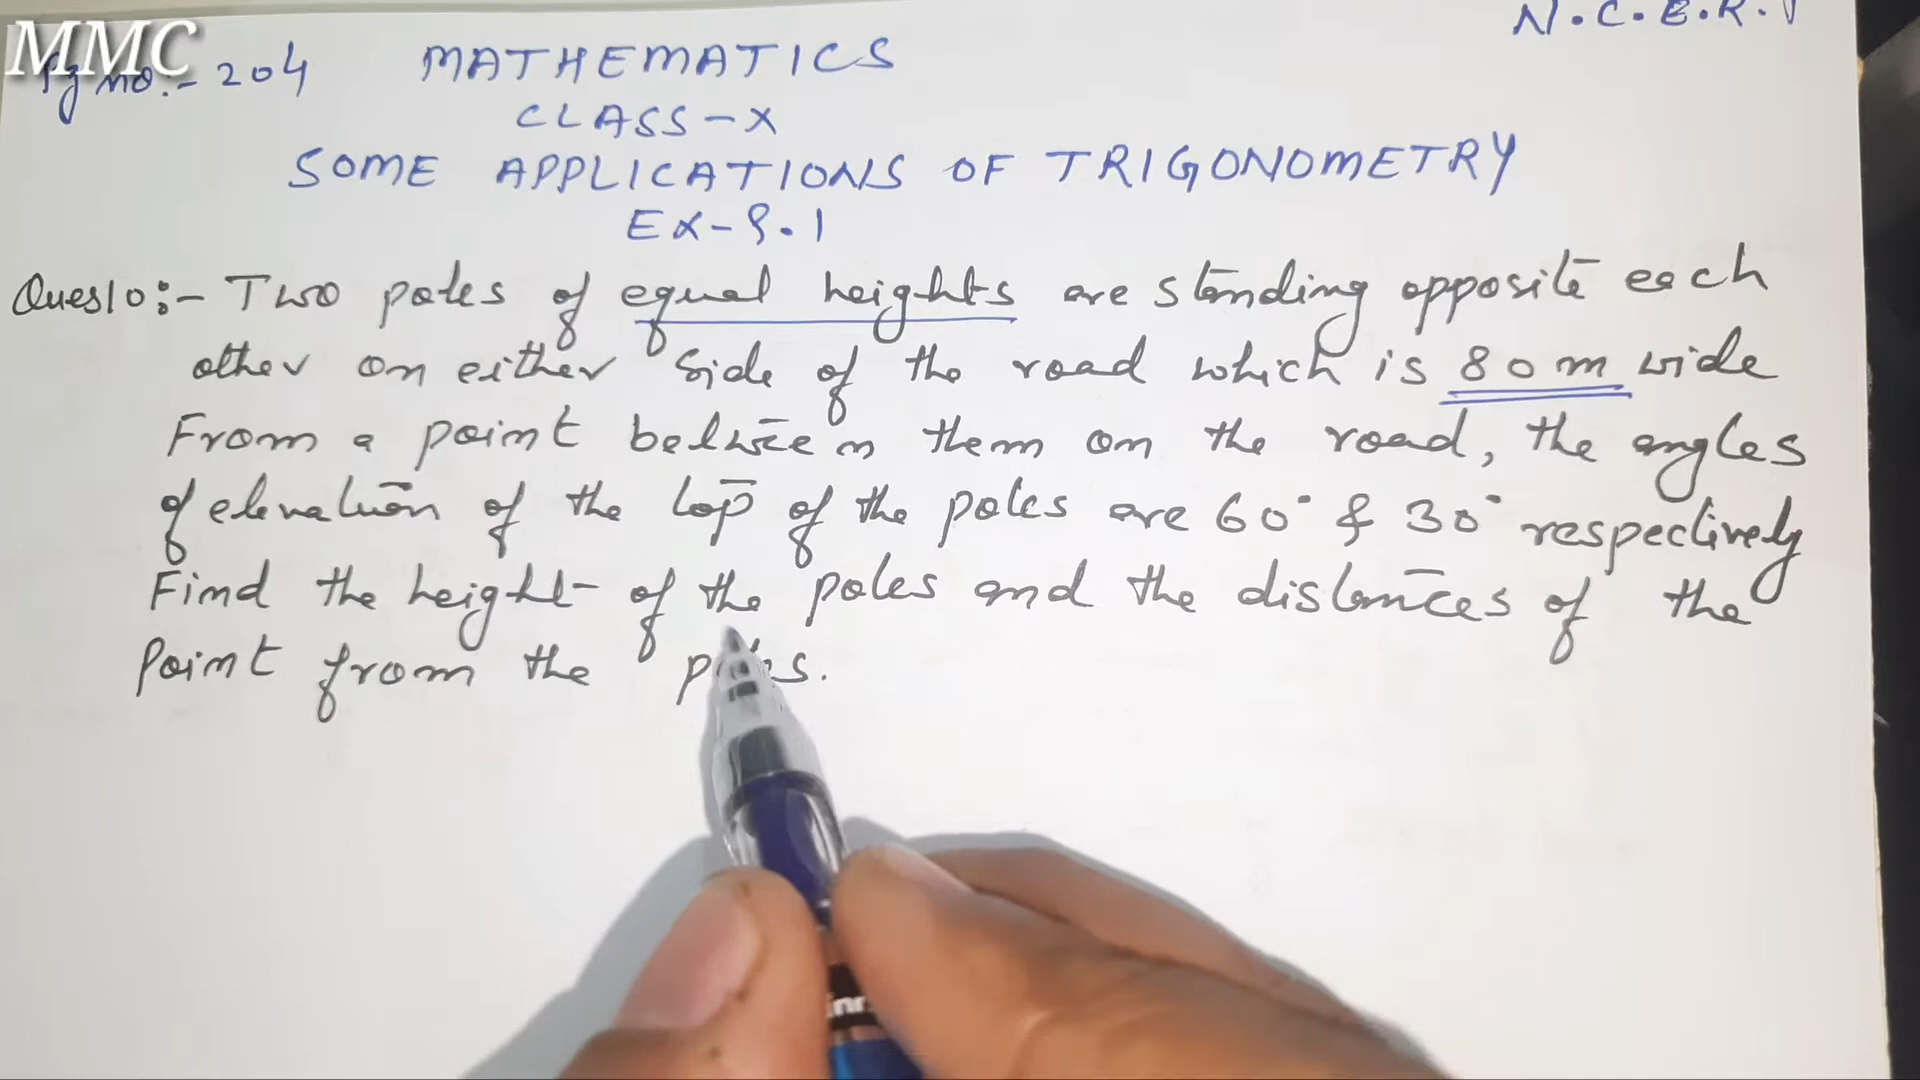 MMC
N.C.E.R.T
Pg no.- 204 MATHEMATICS
CLASS-X
SOME APPLICATIONS OF TRIGONOMETRY
EX-9.1
Ques10:- Two poles of equal heights are standing opposite each
other on either side of the road which is 80m wide
From a point between them on the road, the angles
of elevation of the top of the poles are 60° & 30° respectively
Find the height of the poles and the distances of the
Point from the poles.